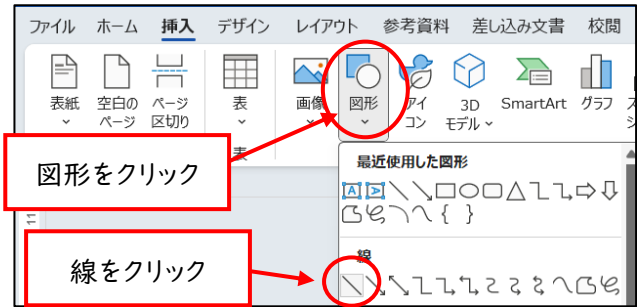 ファイル ホーム 挿入 デザイン レイアウト 参考資料 差し込み文書 校閲
表紙 空白のページ ページ区切り 表 画像 図形 アイコン 3Dモデル SmartArt グラフ
表
図形をクリック
最近使用した図形
A A { }
11
線
線をクリック